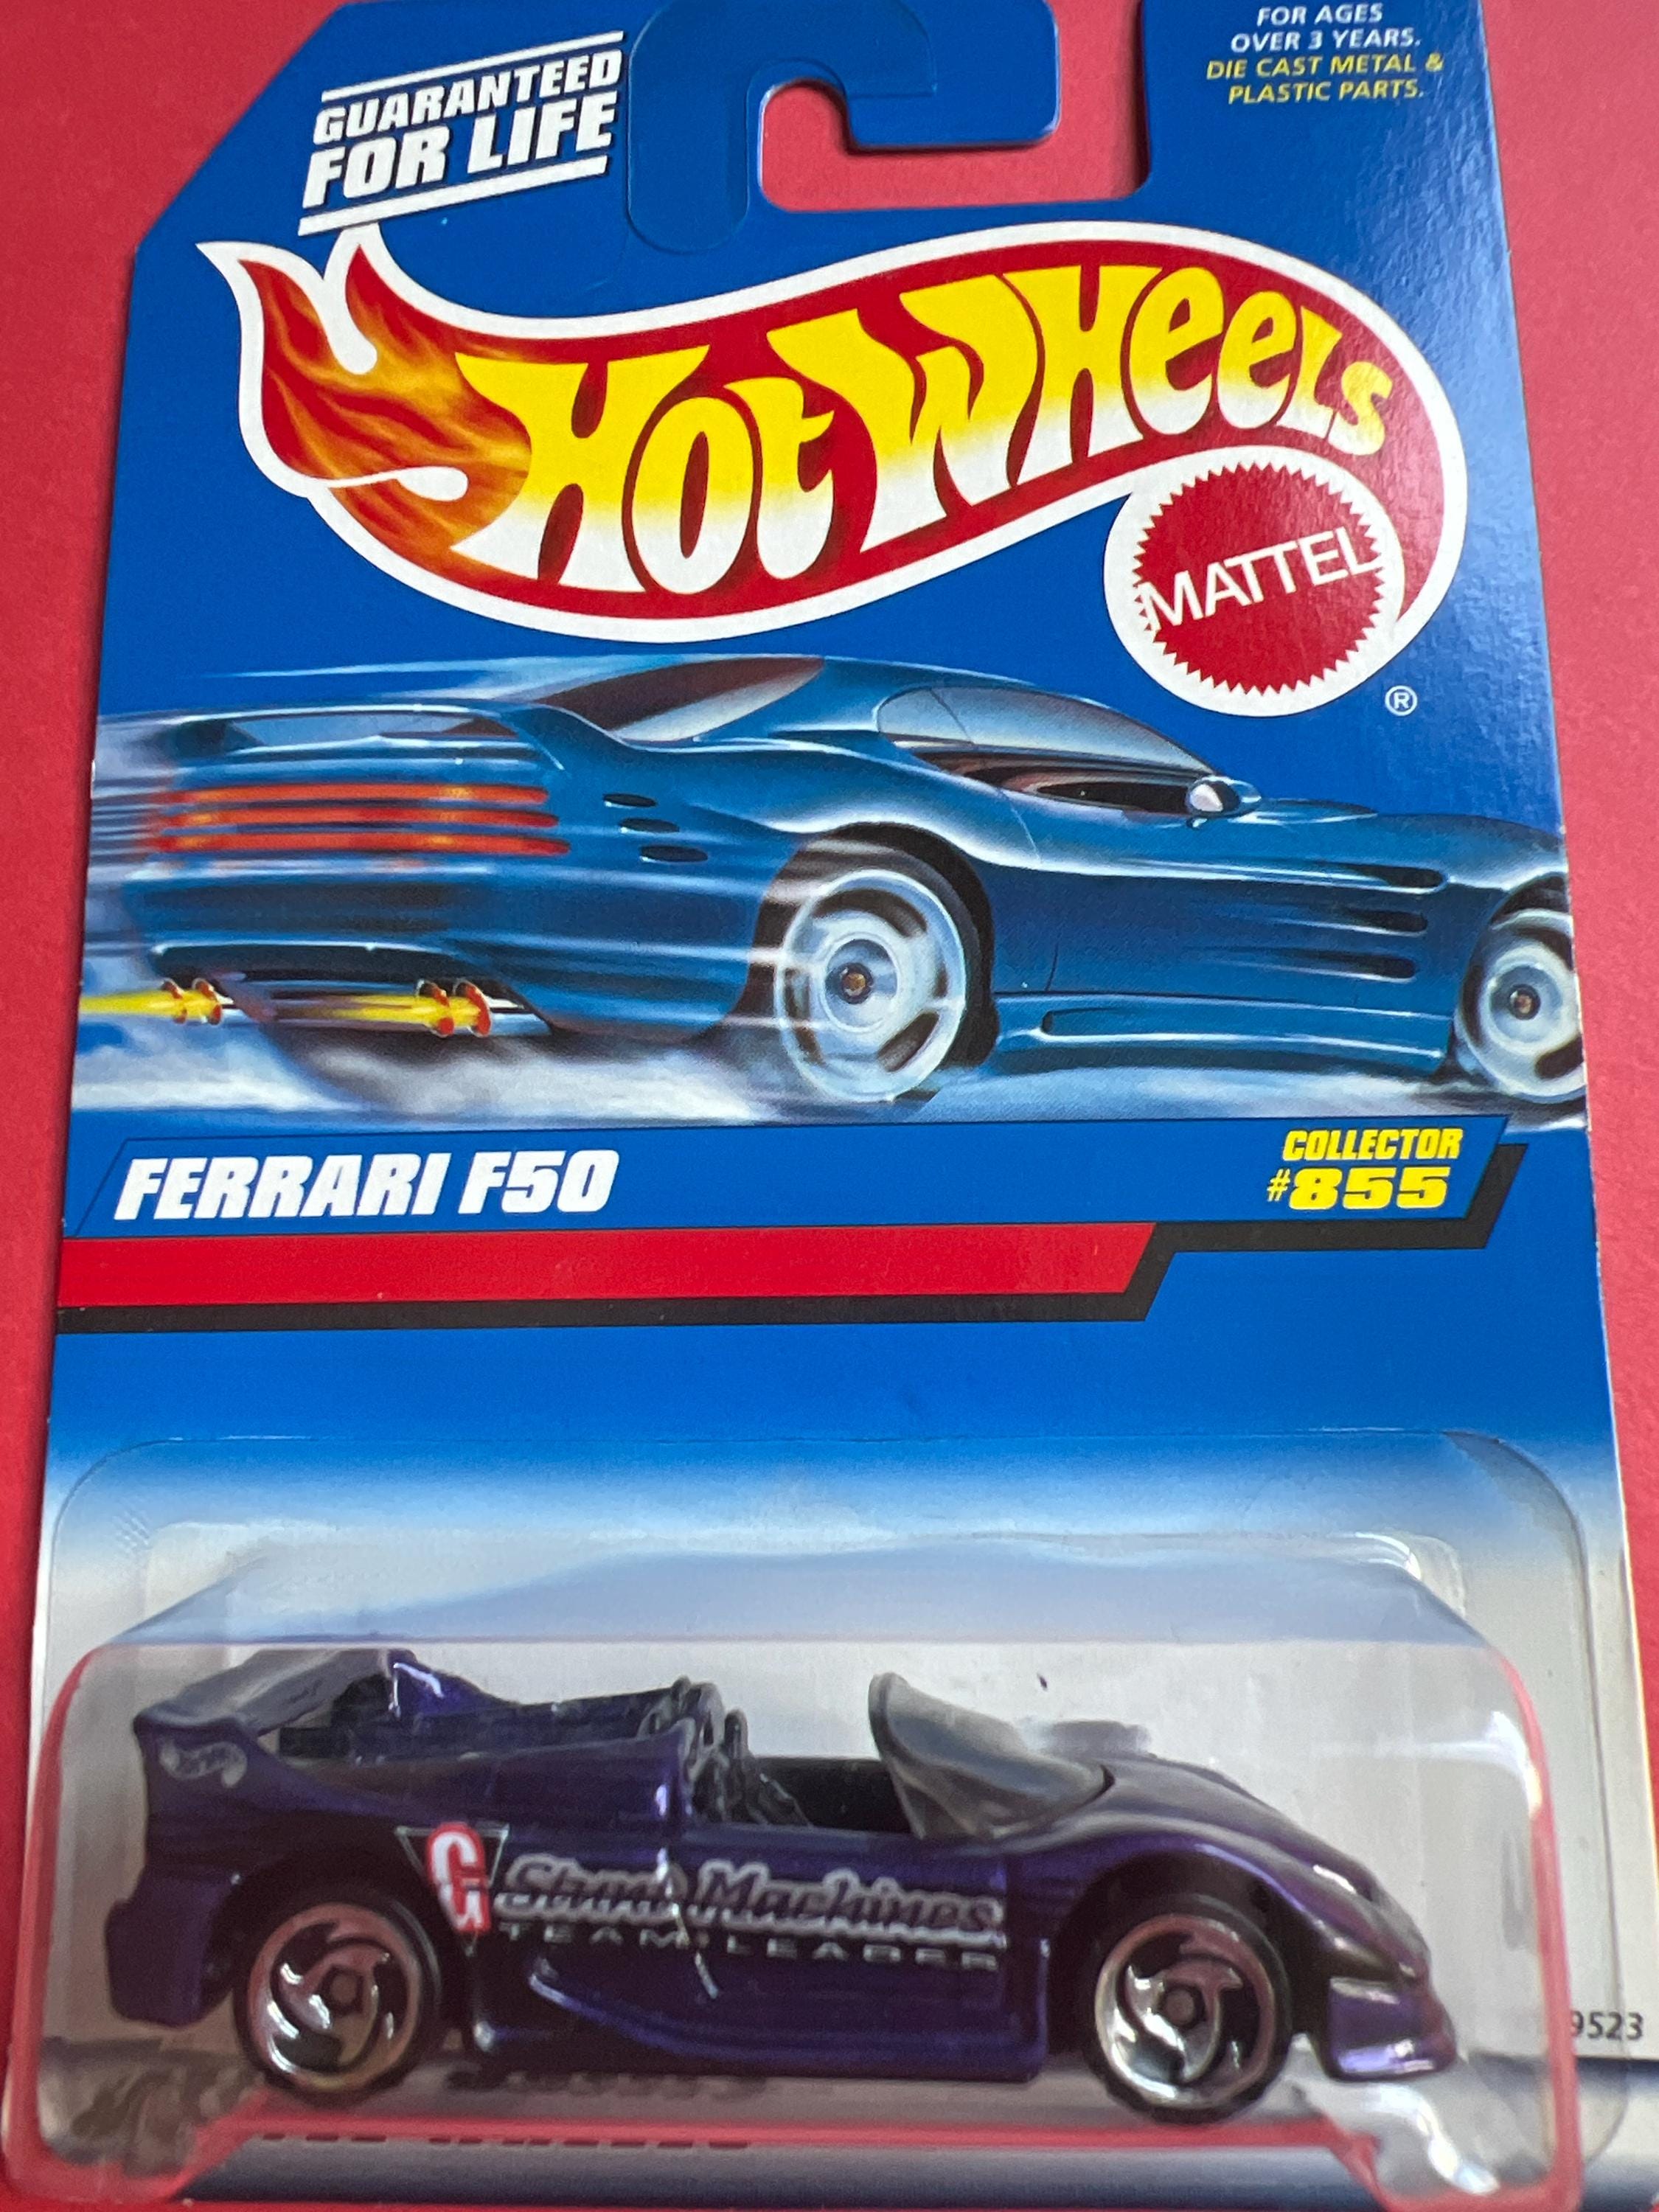 FOR AGES
OVER 3 YEARS.
DIE CAST METAL &
PLASTIC PARTS.
GUARANTEED
FOR LIFE
HOT WHEELS
MATTEL
®
FERRARI F50
COLLECTOR
#855
G
Machines
TEAM LEADER
9523